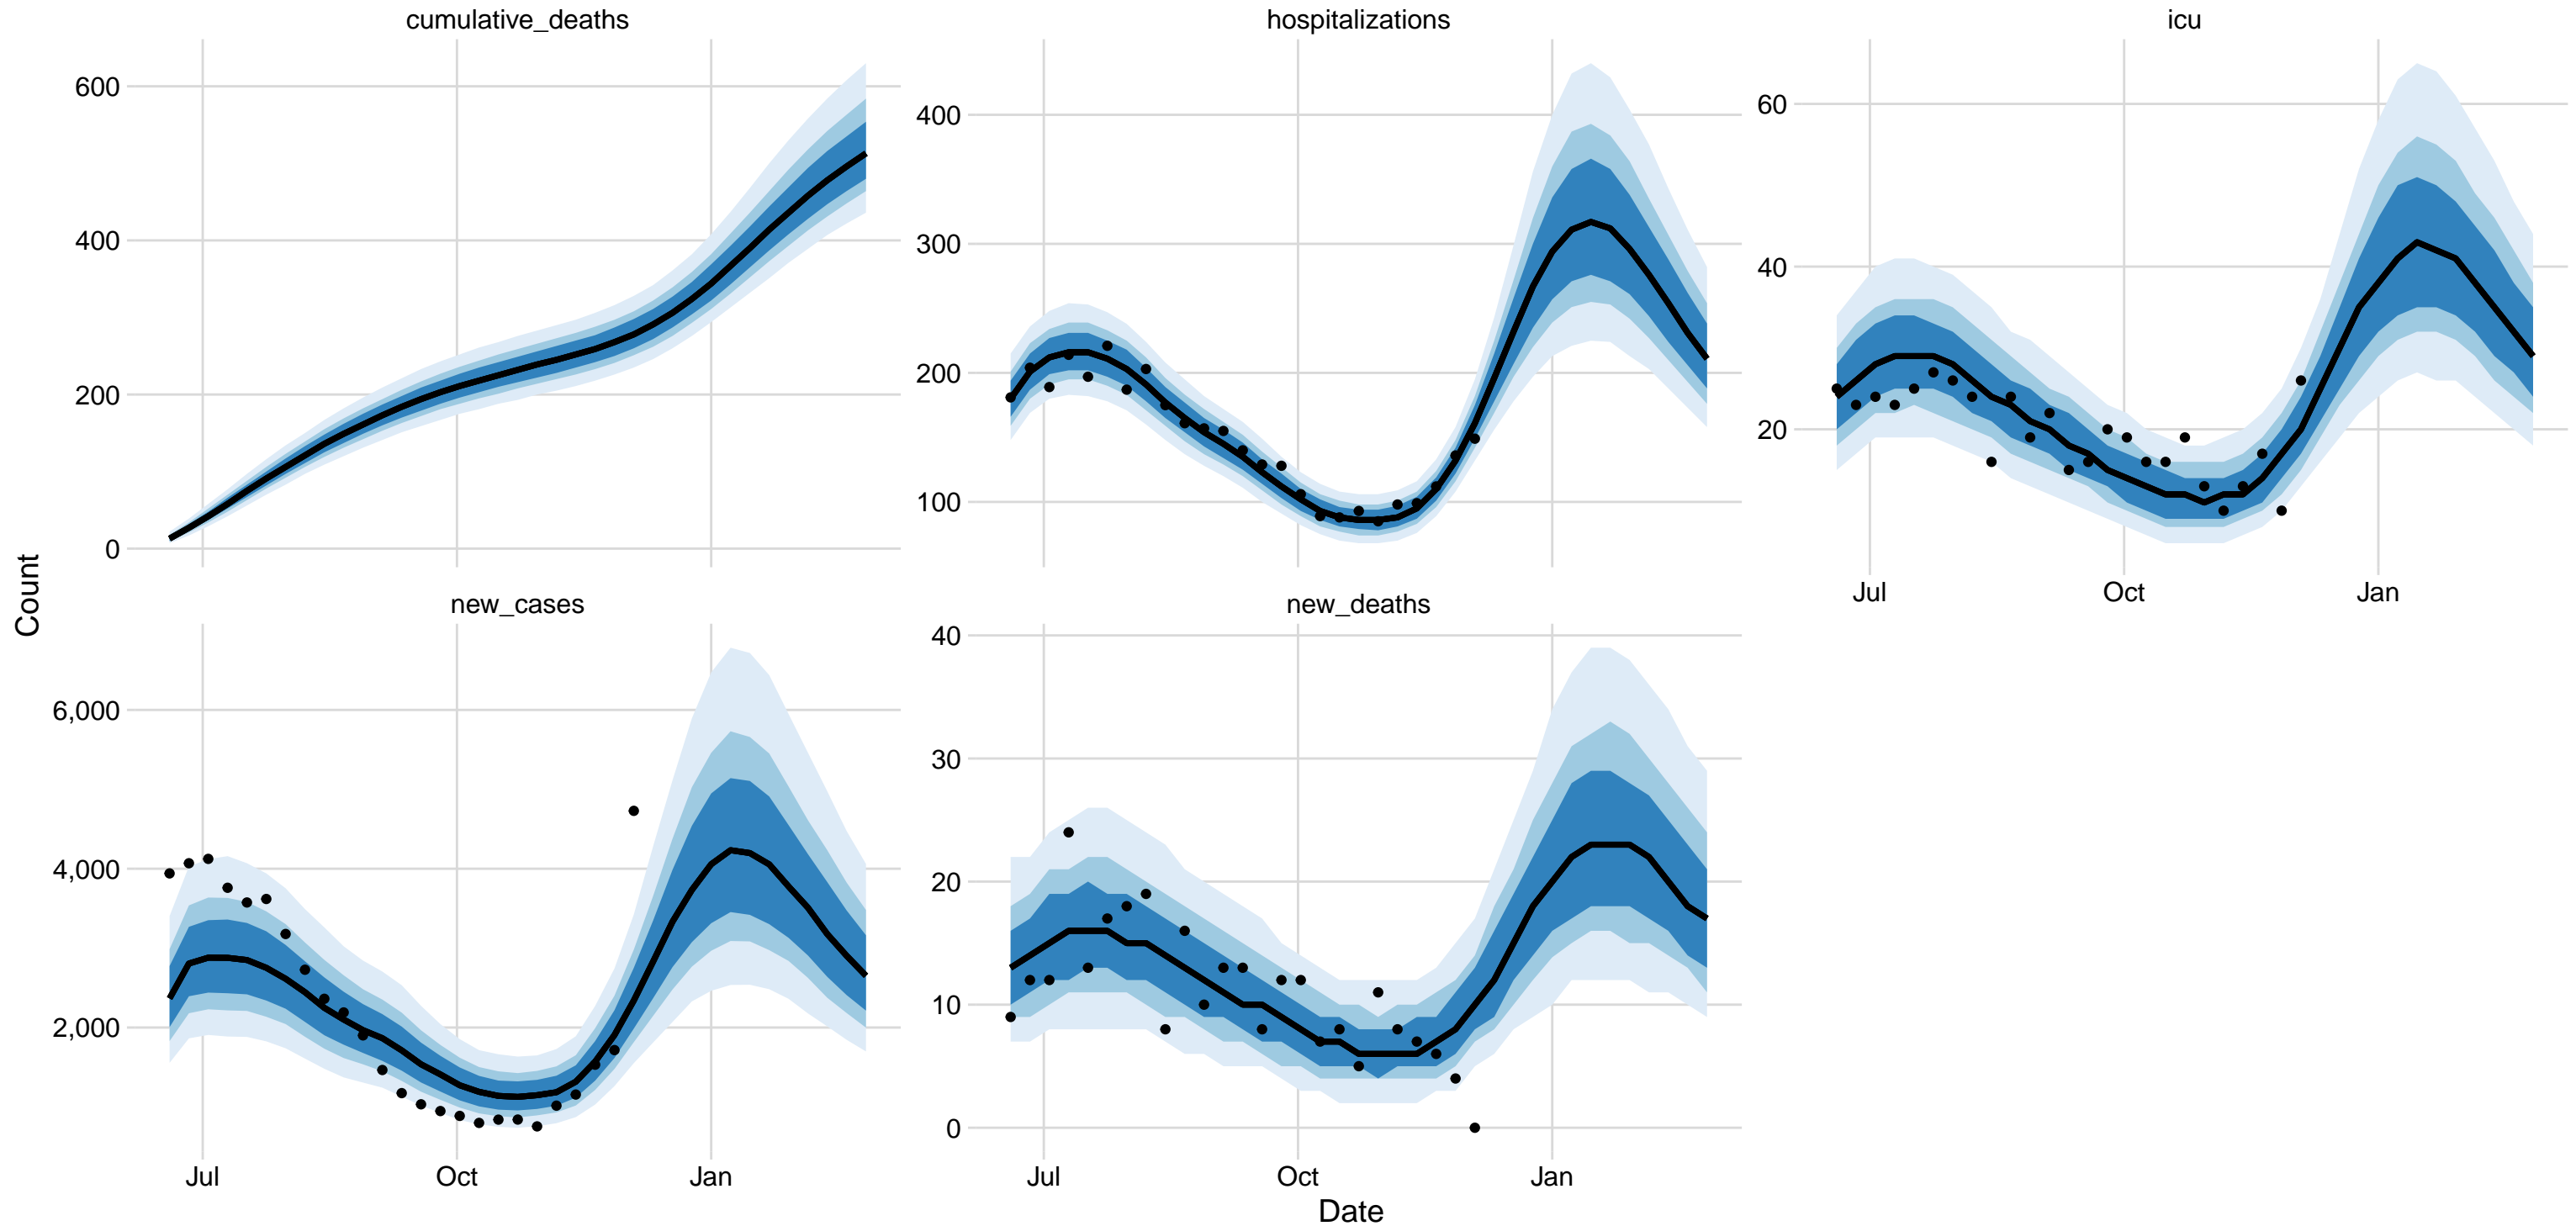 cumulative_deaths
hospitalizations
icu
600
400
200
0
400
300
200
100
60
40
20
Jul Oct Jan
Count
new_cases
new_deaths
6,000
4,000
2,000
40
30
20
10
0
Jul Oct Jan
Jul Oct Jan
Date